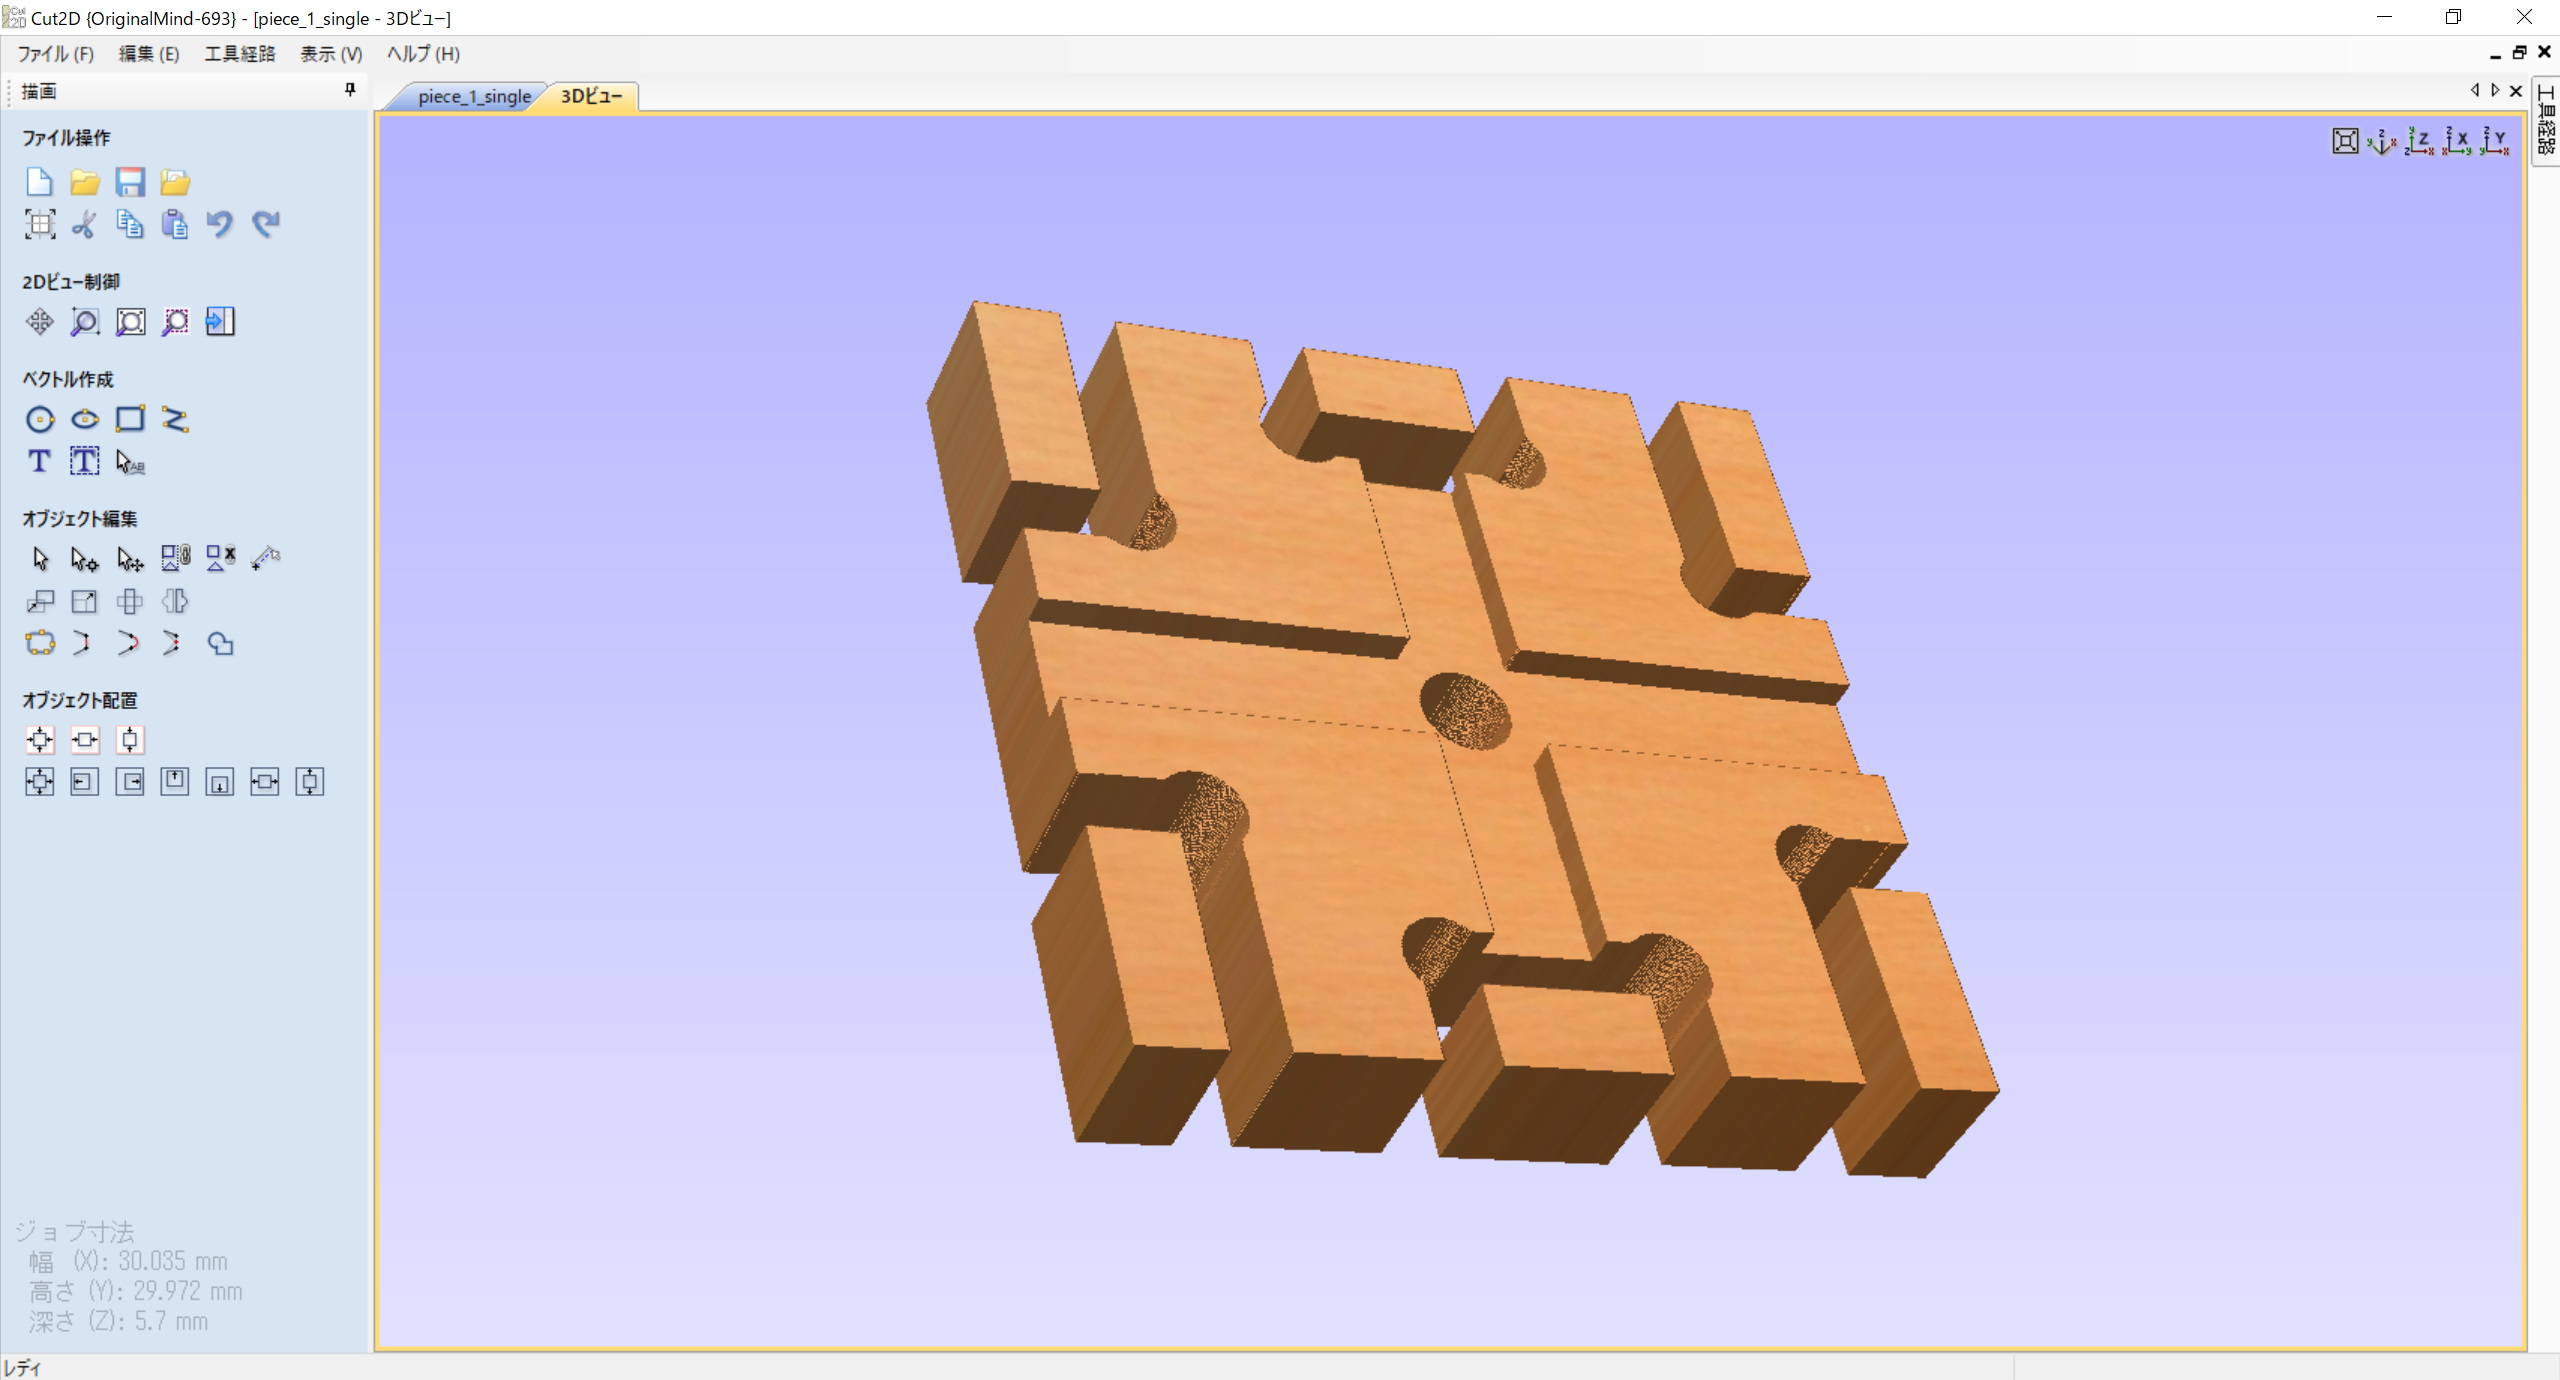 Cut2D {OriginalMind-693} - [piece_1_single - 3Dビュー]
ファイル (F) 編集 (E) 工具経路 表示 (V) ヘルプ (H)
描画
piece_1_single 3Dビュー
工具経路
ファイル操作
2Dビュー制御
ベクトル作成
オブジェクト編集
オブジェクト配置
ジョブ寸法
幅 (X): 30.035 mm
高さ (Y): 29.972 mm
深さ (Z): 5.7 mm
レディ